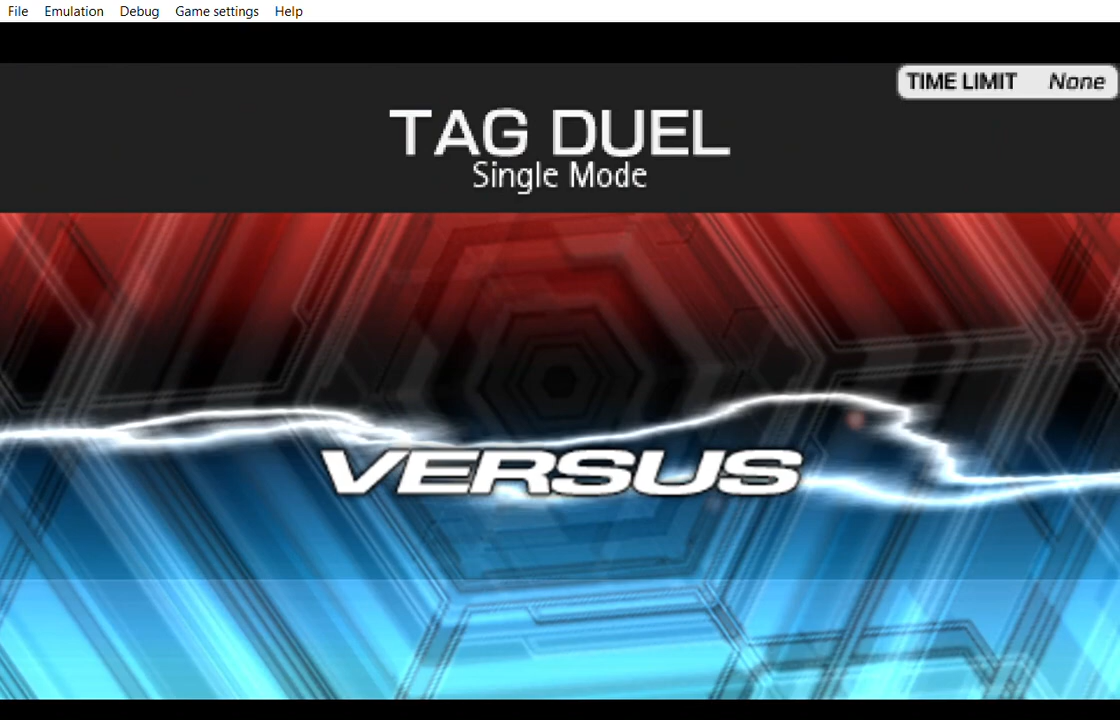 File Emulation Debug Game settings Help
TIME LIMIT None
TAG DUEL
Single Mode
VERSUS